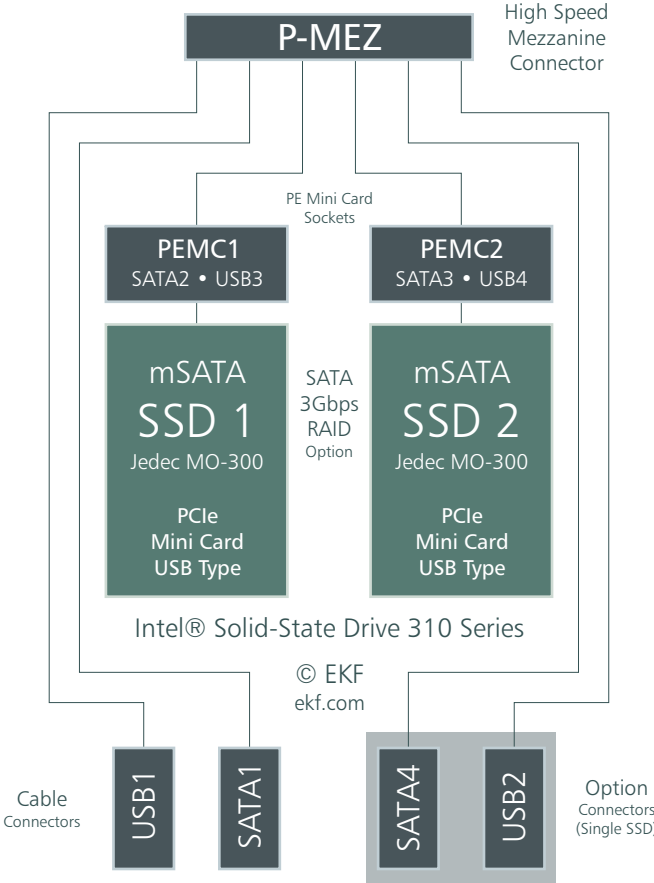 P-MEZ
High Speed
Mezzanine
Connector
PE Mini Card
Sockets
PEMC1
SATA2 • USB3
PEMC2
SATA3 • USB4
mSATA
SSD 1
Jedec MO-300
PCIe
Mini Card
USB Type
SATA
3Gbps
RAID
Option
mSATA
SSD 2
Jedec MO-300
PCIe
Mini Card
USB Type
Intel® Solid-State Drive 310 Series
© EKF
ekf.com
Cable
Connectors
USB1
SATA1
SATA4
USB2
Option
Connectors
(Single SSD)